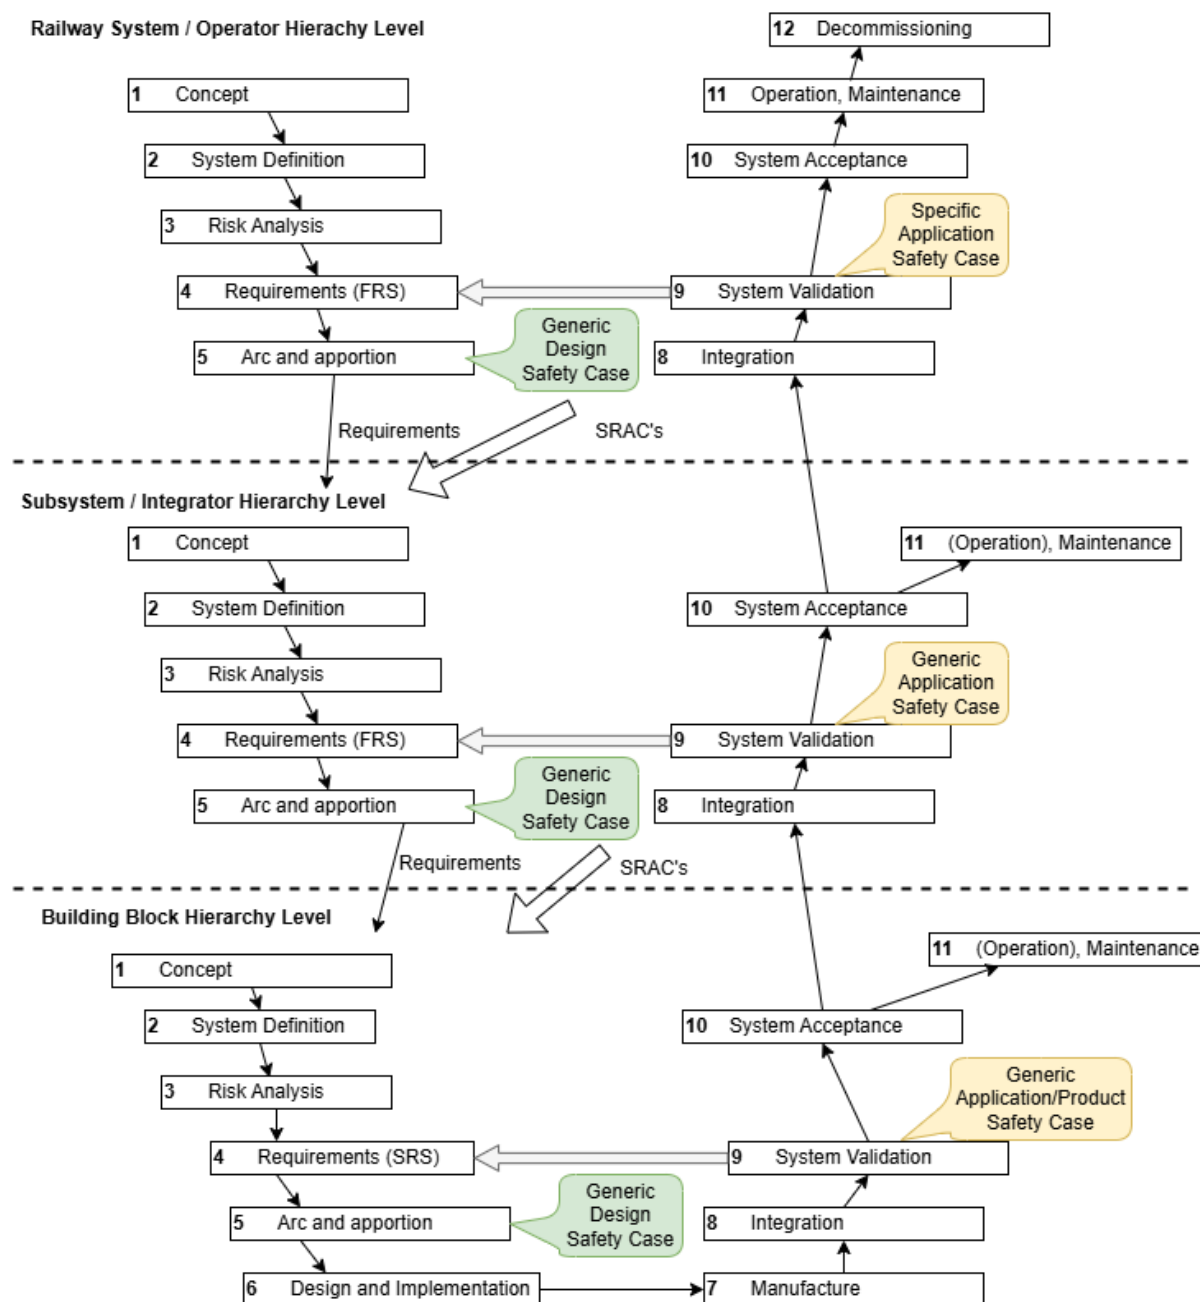 Railway System / Operator Hierachy Level
12 Decommissioning
1 Concept
11 Operation, Maintenance
2 System Definition
10 System Acceptance
3 Risk Analysis
Specific
Application
Safety Case
4 Requirements (FRS)
9 System Validation
Generic
Design
Safety Case
5 Arc and apportion
8 Integration
Requirements
SRAC's
Subsystem / Integrator Hierarchy Level
1 Concept
11 (Operation), Maintenance
2 System Definition
10 System Acceptance
3 Risk Analysis
Generic
Application
Safety Case
4 Requirements (FRS)
9 System Validation
Generic
Design
Safety Case
5 Arc and apportion
8 Integration
Requirements
SRAC's
Building Block Hierarchy Level
1 Concept
11 (Operation), Maintenance
2 System Definition
10 System Acceptance
3 Risk Analysis
Generic
Application/Product
Safety Case
4 Requirements (SRS)
9 System Validation
Generic
Design
Safety Case
5 Arc and apportion
8 Integration
6 Design and Implementation
7 Manufacture